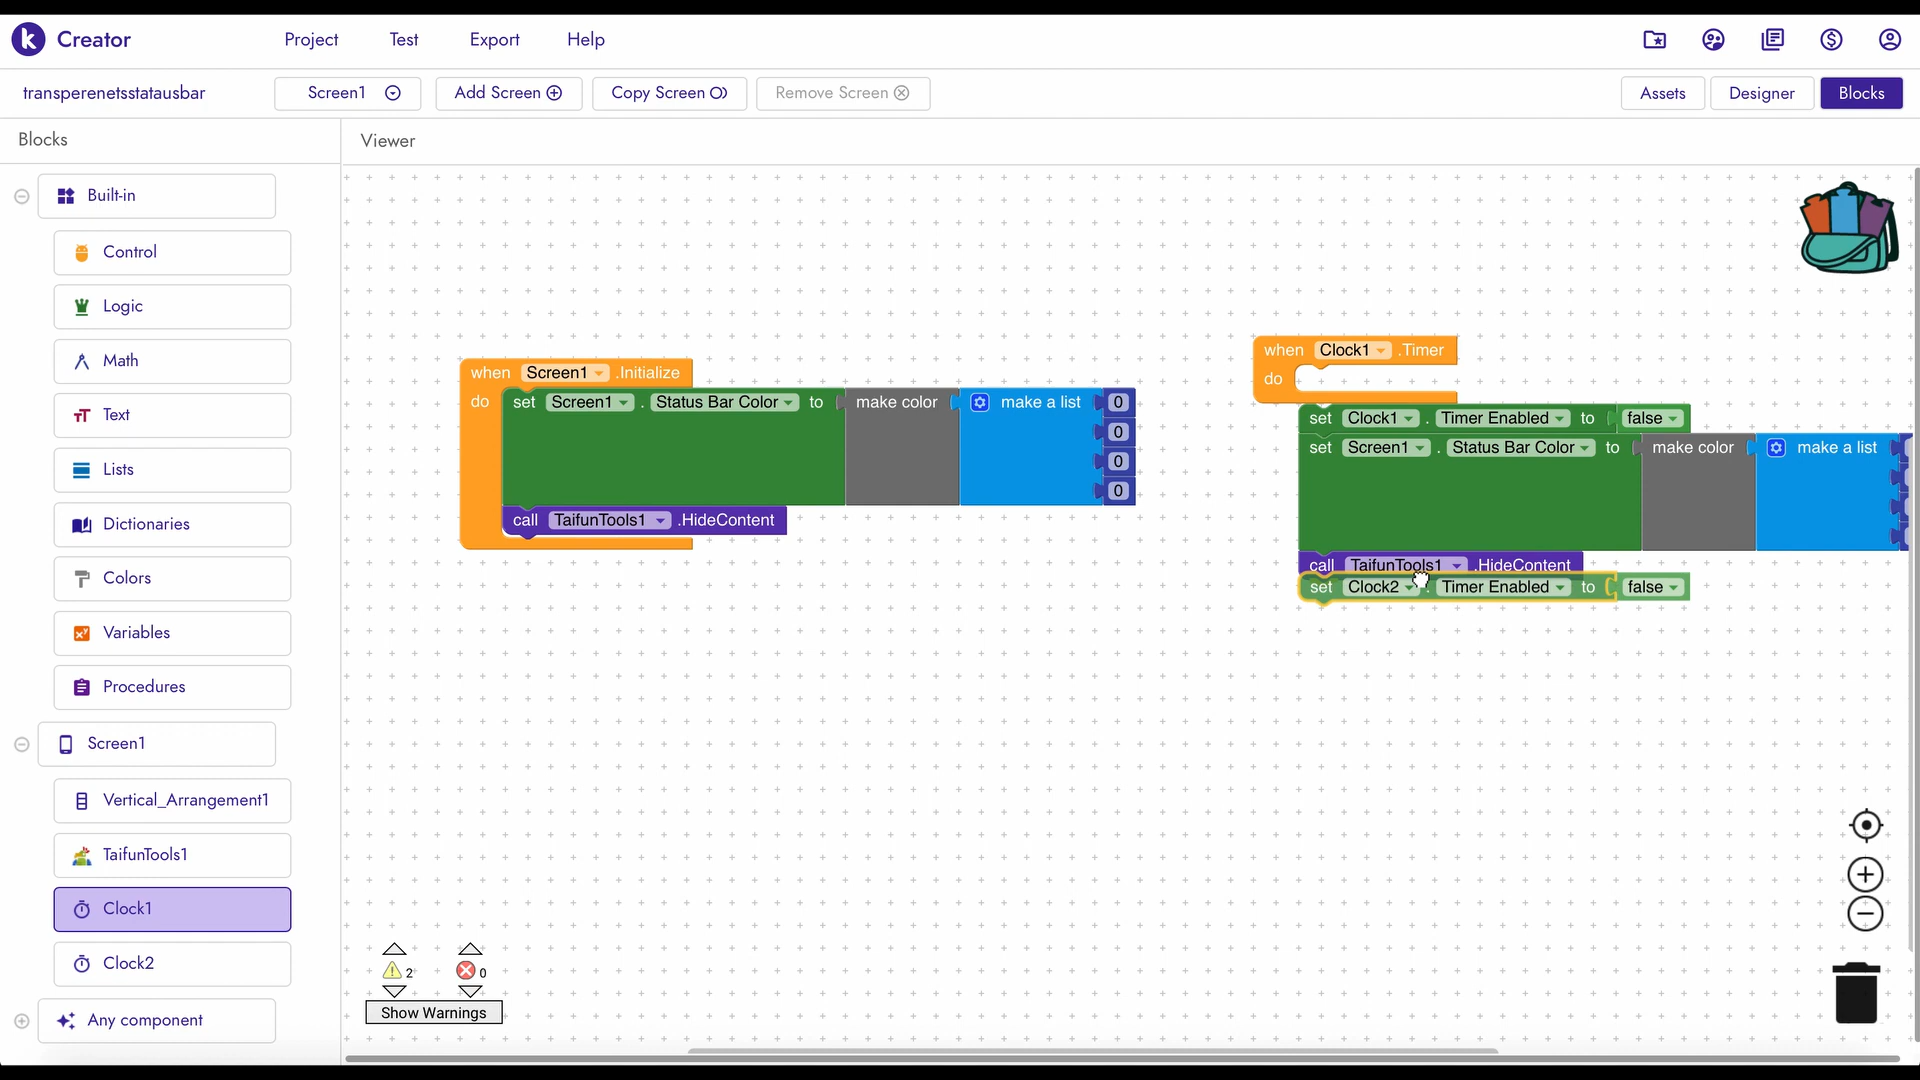 Creator
Project Test Export Help
transperenetsstatausbar
Screen1
Add Screen
Copy Screen
Remove Screen
Assets
Designer
Blocks
Blocks
Viewer
Built-in
Control
Logic
Math
Text
Lists
Dictionaries
Colors
Variables
Procedures
Screen1
Vertical_Arrangement1
TaifunTools1
Clock1
Clock2
Any component
when Screen1 .Initialize
do set Screen1 . Status Bar Color to make color make a list 0
0
0
0
call TaifunTools1 .HideContent
when Clock1 .Timer
do
set Clock1 . Timer Enabled to false
set Screen1 . Status Bar Color to make color make a list
call TaifunTools1 .HideContent
set Clock2 . Timer Enabled to false
2 0
Show Warnings